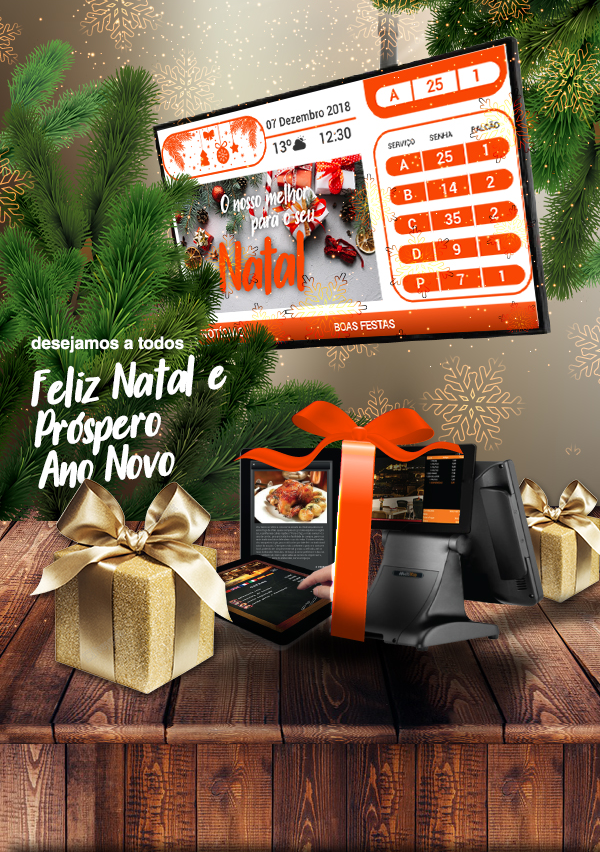 A 25 1
07 Dezembro 2018
13º 12:30
SERVIÇO SENHA BALCÃO
A 25 1
B 14 2
C 35 2
D 9 1
P 7 1
O nosso melhor
para o seu
Natal
BOAS FESTAS
desejamos a todos
Feliz Natal e
Próspero
Ano Novo